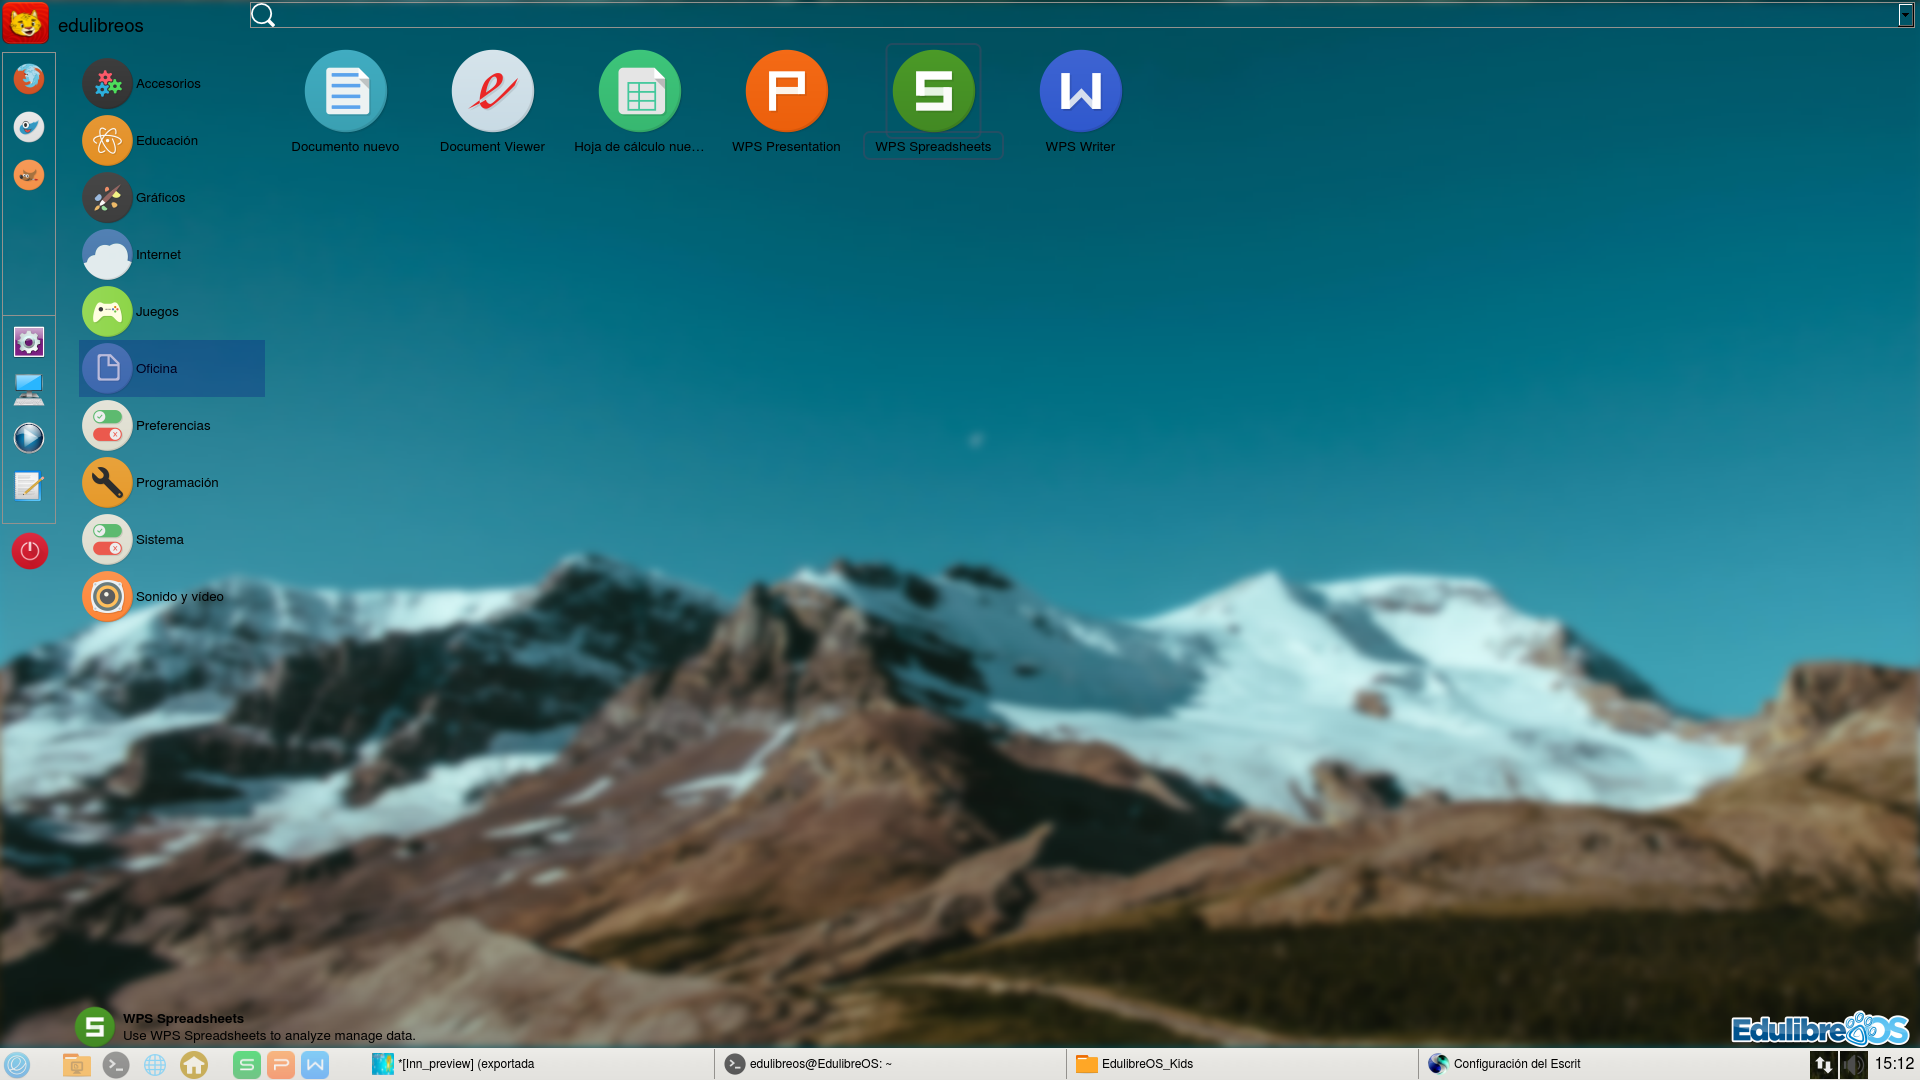 edulibreos
Accesorios
Educación
Gráficos
Internet
Juegos
Oficina
Preferencias
Programación
Sistema
Sonido y vídeo
Documento nuevo
Document Viewer
Hoja de cálculo nue...
WPS Presentation
WPS Spreadsheets
WPS Writer
WPS Spreadsheets
Use WPS Spreadsheets to analyze manage data.
EdulibreOS
*[Inn_preview] (exportada
edulibreos@EdulibreOS: ~
EdulibreOS_Kids
Configuración del Escrit
15:12